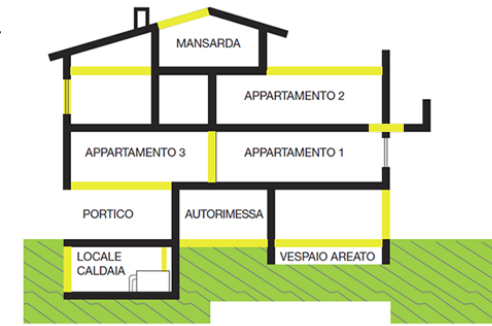 MANSARDA
APPARTAMENTO 2
APPARTAMENTO 3
APPARTAMENTO 1
PORTICO
AUTORIMESSA
LOCALE
CALDAIA
VESPAIO AREATO